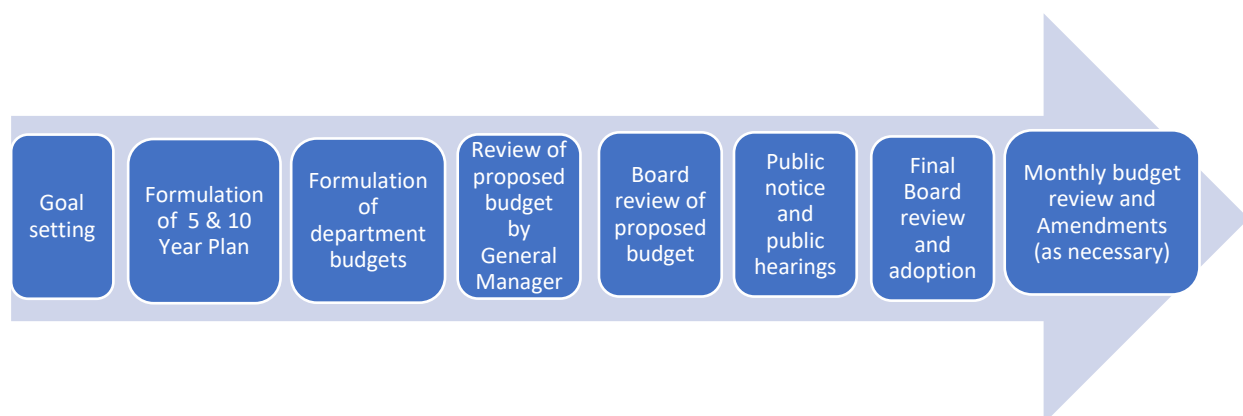 Goal
setting
Formulation
of 5 & 10
Year Plan
Formulation
of
department
budgets
Review of
proposed
budget
by
General
Manager
Board
review of
proposed
budget
Public
notice
and
public
hearings
Final
Board
review
and
adoption
Monthly budget
review and
Amendments
(as necessary)